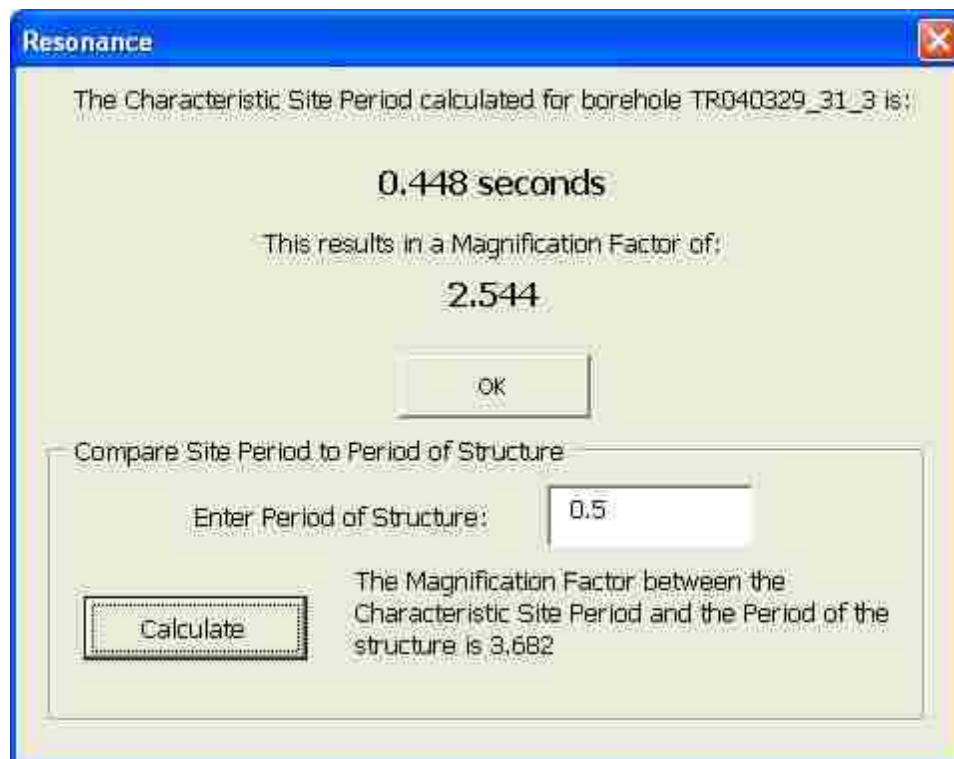 Resonance
The Characteristic Site Period calculated for borehole TR040329_31_3 is:
0.448 seconds
This results in a Magnification Factor of:
2.544
OK
Compare Site Period to Period of Structure
Enter Period of Structure:
0.5
The Magnification Factor between the
Characteristic Site Period and the Period of the
structure is 3.682
Calculate